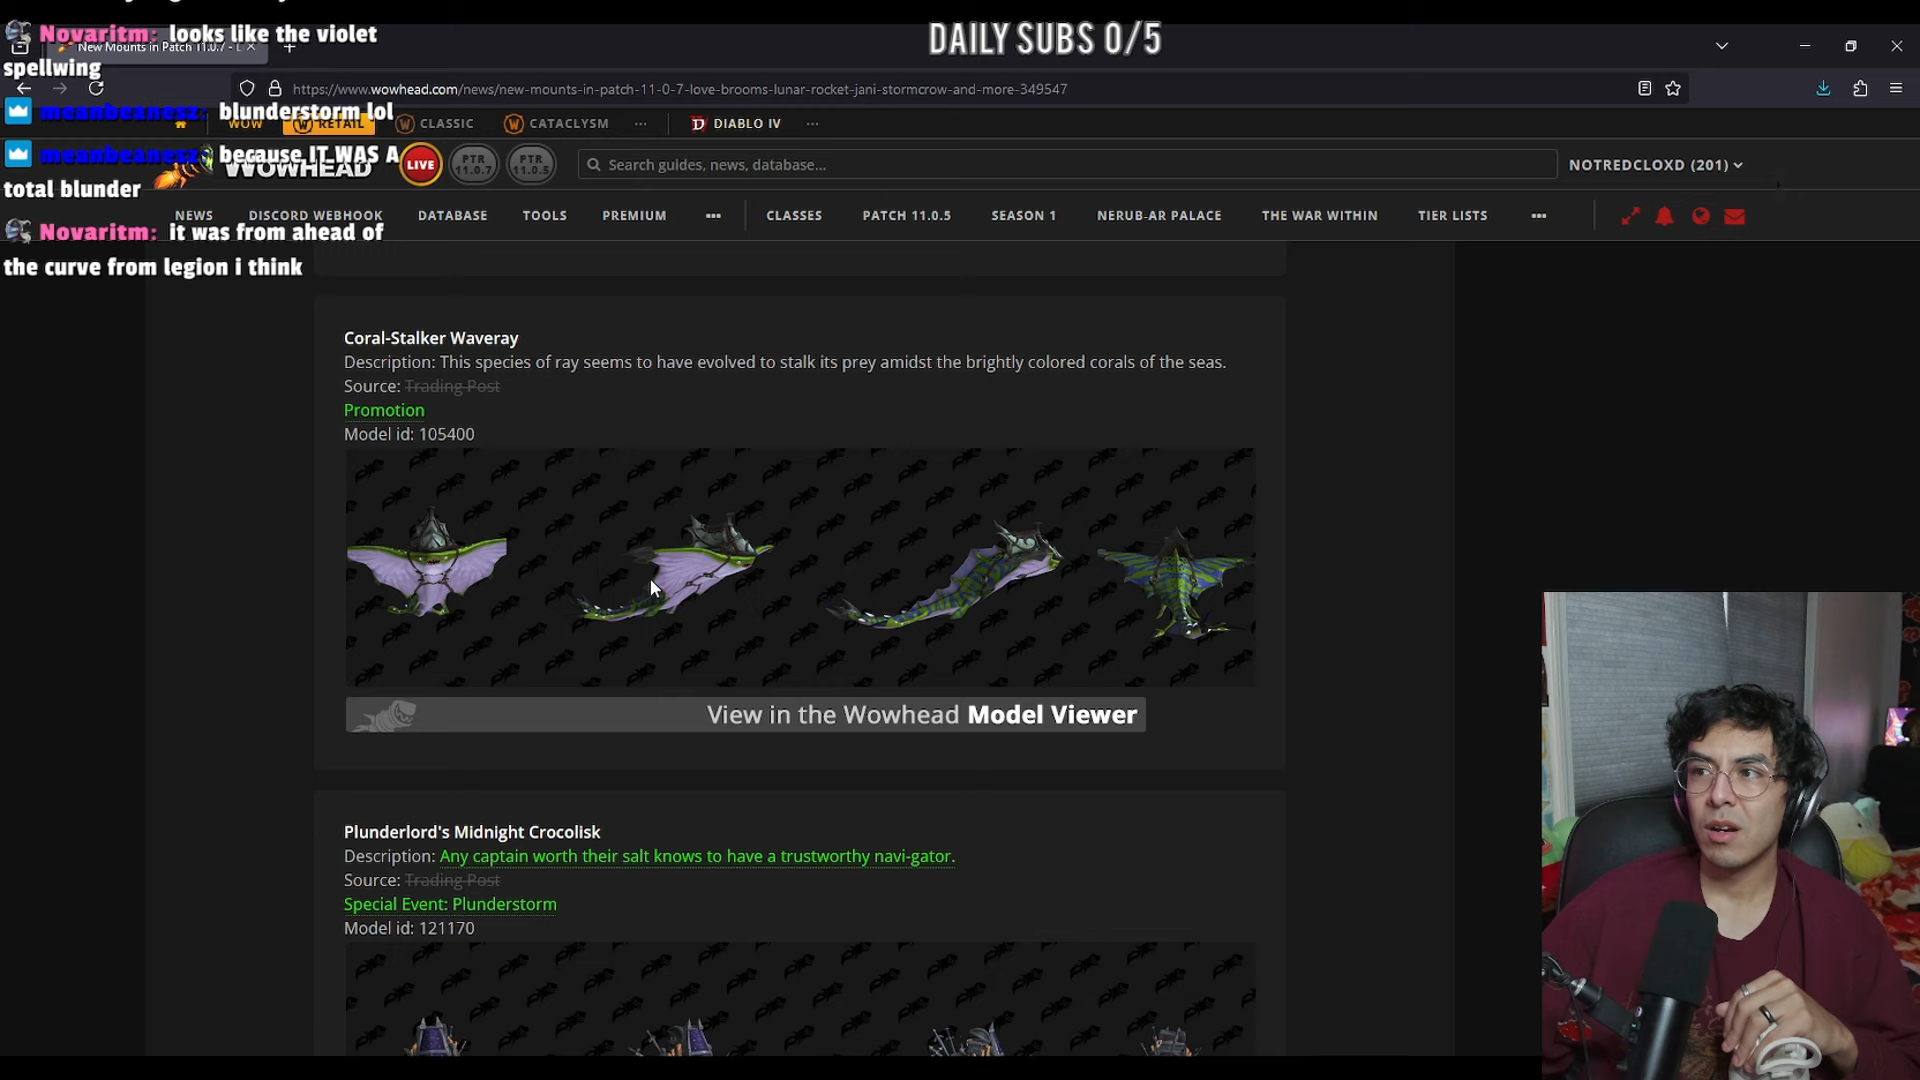 Novaritm: looks like the violet
spellwing
meanbeanesz: blunderstorm lol
meanbeanesz: because IT WAS A
total blunder
Novaritm: it was from ahead of
the curve from legion i think
DAILY SUBS 0/5
New Mounts in Patch 11.0.7 - L
https://www.wowhead.com/news/new-mounts-in-patch-11-0-7-love-brooms-lunar-rocket-jani-stormcrow-and-more-349547
WOW RETAIL CLASSIC CATACLYSM ... DIABLO IV ...
WOWHEAD LIVE PTR 11.0.7 PTR 11.0.5 Search guides, news, database... NOTREDCLOXD (201)
NEWS DISCORD WEBHOOK DATABASE TOOLS PREMIUM ... CLASSES PATCH 11.0.5 SEASON 1 NERUB-AR PALACE THE WAR WITHIN TIER LISTS ...
Coral-Stalker Waveray
Description: This species of ray seems to have evolved to stalk its prey amidst the brightly colored corals of the seas.
Source: Trading Post
Promotion
Model id: 105400
View in the Wowhead Model Viewer
Plunderlord's Midnight Crocolisk
Description: Any captain worth their salt knows to have a trustworthy navi-gator.
Source: Trading Post
Special Event: Plunderstorm
Model id: 121170